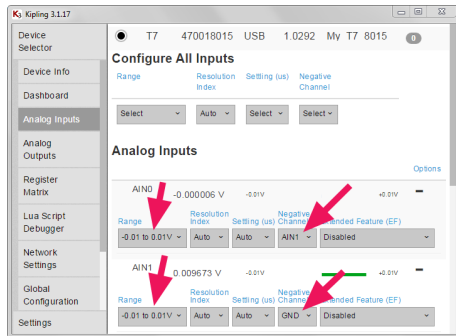 K3 Kipling 3.1.17
Device Selector
Device Info
Dashboard
Analog Inputs
Analog Outputs
Register Matrix
Lua Script Debugger
Network Settings
Global Configuration
Settings
T7 470018015 USB 1.0292 My T7 8015 0
Configure All Inputs
Range Resolution Index Settling (us) Negative Channel
Select Auto Select Select
Analog Inputs
Options
AIN0 -0.000006 V -0.01V +0.01V
Range Resolution Index Settling (us) Negative Channel Extended Feature (EF)
-0.01 to 0.01V Auto Auto AIN1 Disabled
AIN1 0.009673 V -0.01V +0.01V
Range Resolution Index Settling (us) Negative Channel Extended Feature (EF)
-0.01 to 0.01V Auto Auto GND Disabled